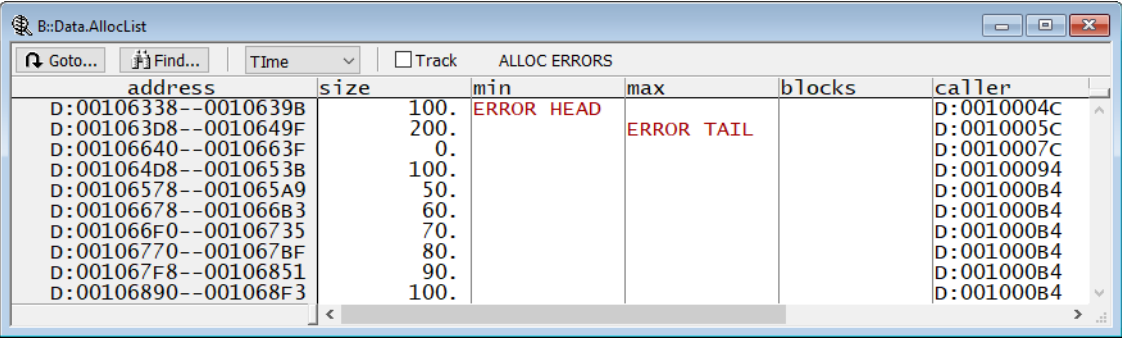 B::Data.AllocList
Goto... Find... TIme Track ALLOC ERRORS
address size min max blocks caller
D:00106338--0010639B 100. ERROR HEAD D:0010004C
D:001063D8--0010649F 200. ERROR TAIL D:0010005C
D:00106640--0010663F 0. D:0010007C
D:001064D8--0010653B 100. D:00100094
D:00106578--001065A9 50. D:001000B4
D:00106678--001066B3 60. D:001000B4
D:001066F0--00106735 70. D:001000B4
D:00106770--001067BF 80. D:001000B4
D:001067F8--00106851 90. D:001000B4
D:00106890--001068F3 100. D:001000B4